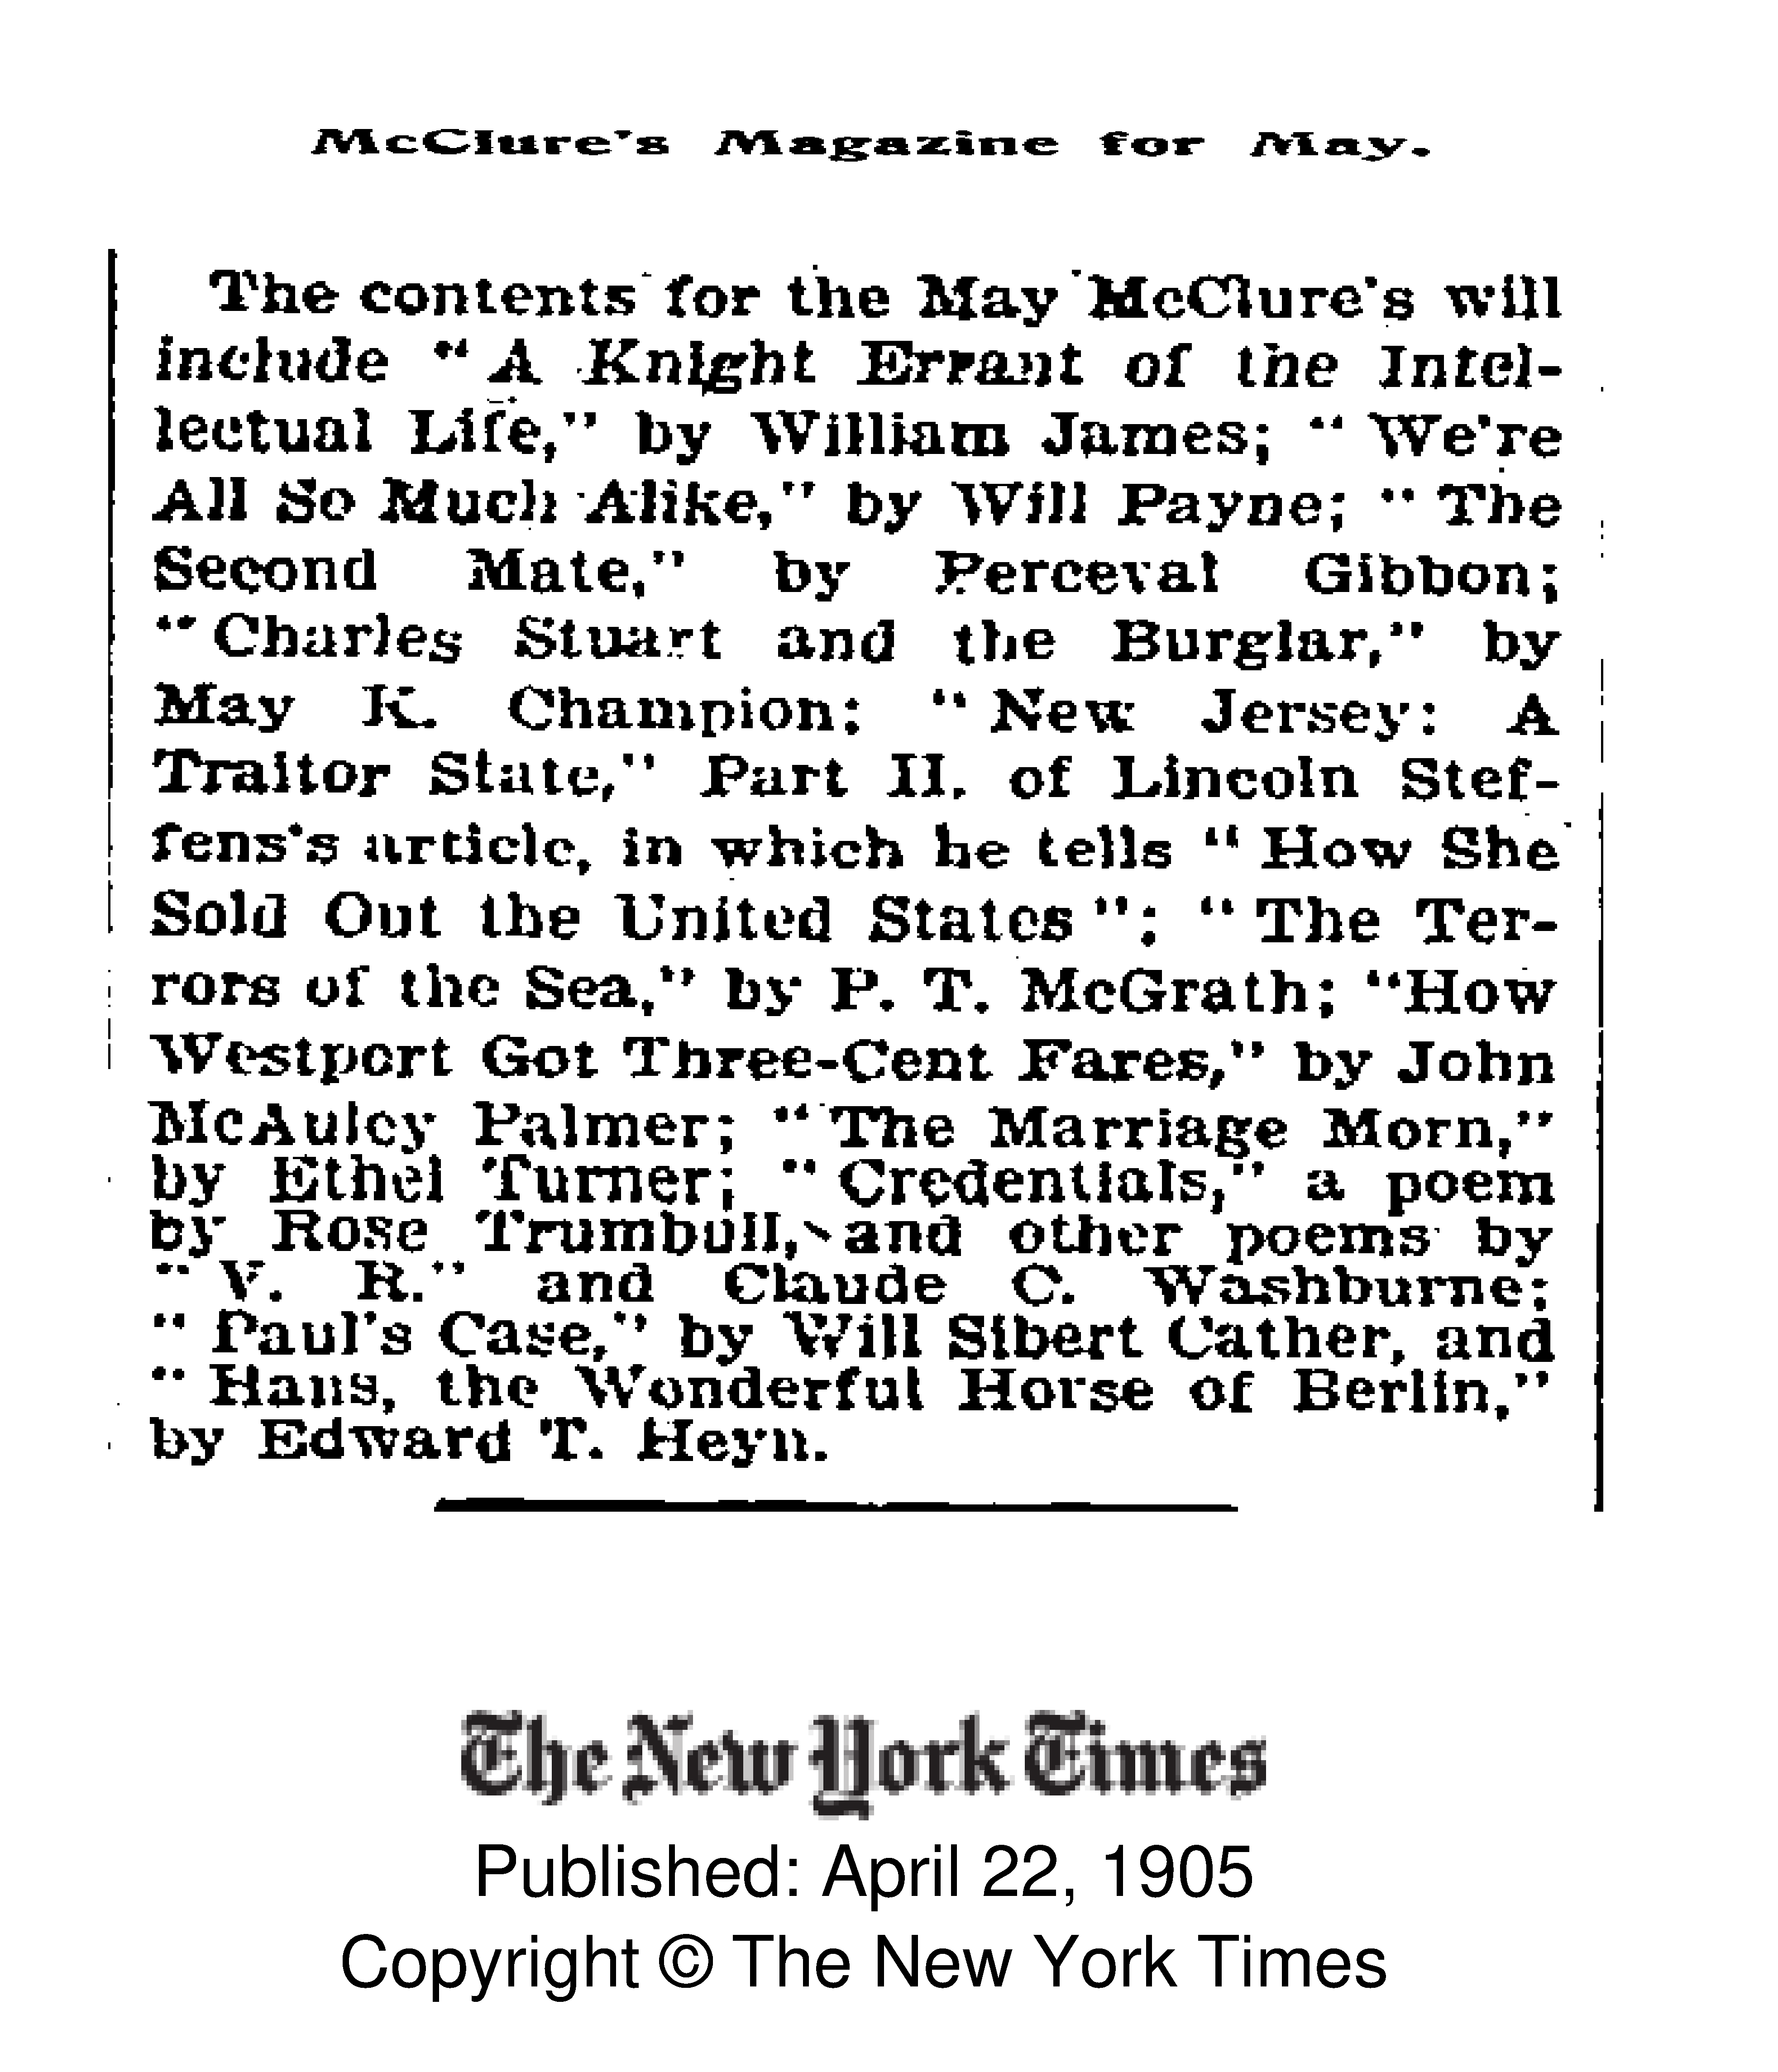 McClure's Magazine for May.
The contents for the May McClure's will
include "A Knight Errant of the Intel-
lectual Life," by William James; "We're
All So Much Alike," by Will Payne; "The
Second Mate," by Perceval Gibbon;
"Charles Stuart and the Burglar," by
May K. Champion; "New Jersey: A
Traitor State," Part II. of Lincoln Stef-
fens's article, in which he tells "How She
Sold Out the United States"; "The Ter-
rors of the Sea," by P. T. McGrath; "How
Westport Got Three-Cent Fares," by John
McAuley Palmer; "The Marriage Morn,"
by Ethel Turner; "Credentials," a poem
by Rose Trumbull, and other poems by
"V. R." and Claude C. Washburne;
"Paul's Case," by Will Sibert Cather, and
"Hans, the Wonderful Horse of Berlin,"
by Edward T. Heyn.
The New York Times
Published: April 22, 1905
Copyright © The New York Times